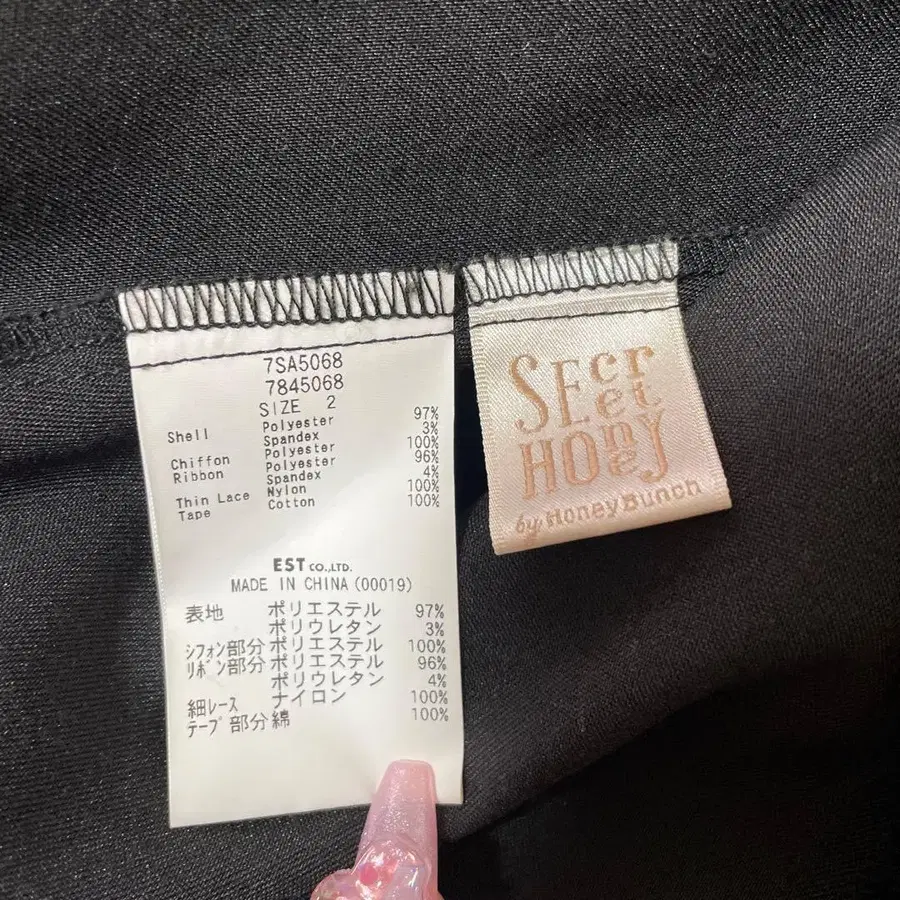 7SA5068
7845068
SIZE 2
Shell Polyester 97%
Spandex 3%
Chiffon Polyester 100%
Ribbon Polyester 96%
Spandex 4%
Thin Lace Nylon 100%
Tape Cotton 100%
EST CO.,LTD.
MADE IN CHINA (00019)
表地 ポリエステル 97%
ポリウレタン 3%
シフォン部分 ポリエステル 100%
リボン部分 ポリエステル 96%
ポリウレタン 4%
細レース ナイロン 100%
テープ部分 綿 100%
SEcret
HOney
by Honey Bunch